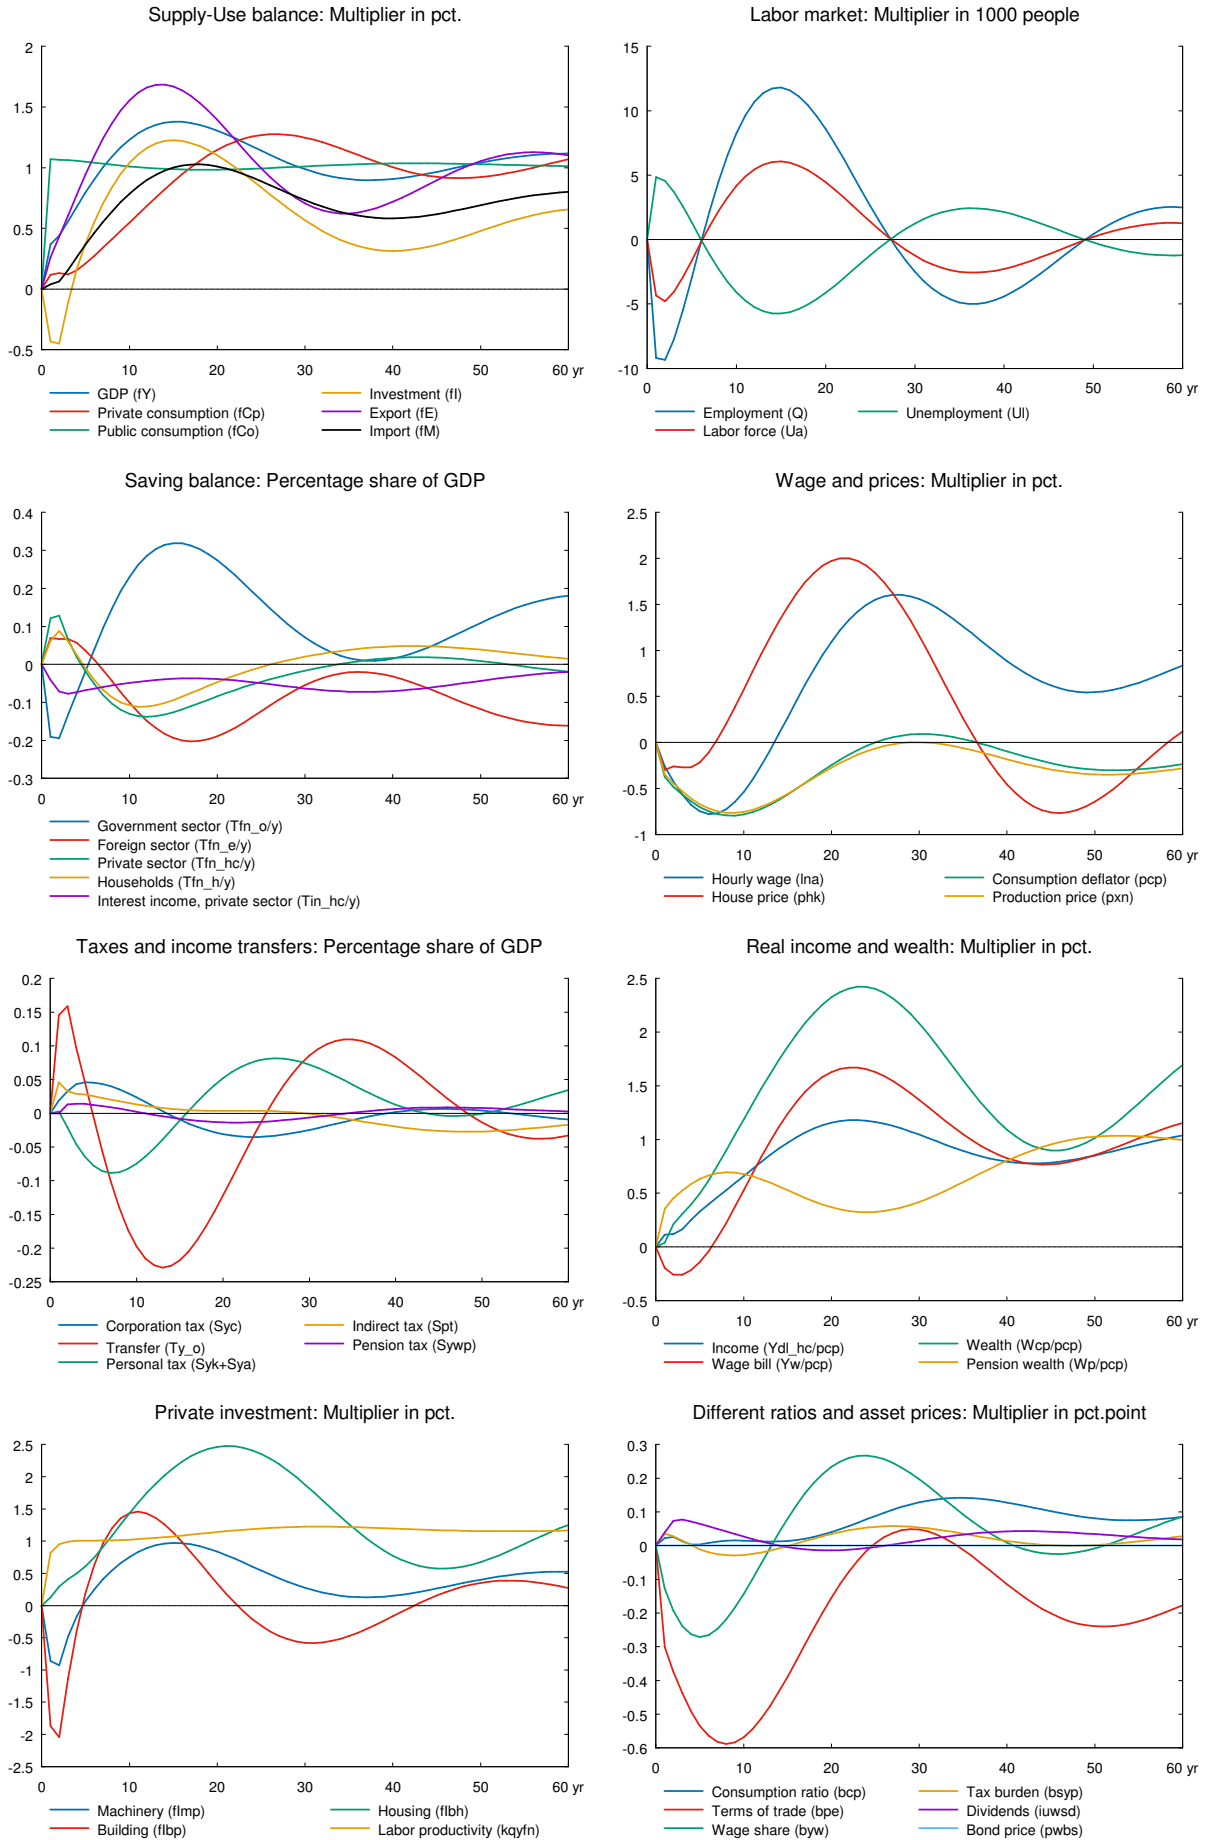 Supply-Use balance: Multiplier in pct.
2
1.5
1
0.5
0
-0.5
0 10 20 30 40 50 60 yr
GDP (fY)
Private consumption (fCp)
Public consumption (fCo)
Investment (fI)
Export (fE)
Import (fM)
Labor market: Multiplier in 1000 people
15
10
5
0
-5
-10
0 10 20 30 40 50 60 yr
Employment (Q)
Labor force (Ua)
Unemployment (Ul)
Saving balance: Percentage share of GDP
0.4
0.3
0.2
0.1
0
-0.1
-0.2
-0.3
0 10 20 30 40 50 60 yr
Government sector (Tfn_o/y)
Foreign sector (Tfn_e/y)
Private sector (Tfn_hc/y)
Households (Tfn_h/y)
Interest income, private sector (Tin_hc/y)
Wage and prices: Multiplier in pct.
2.5
2
1.5
1
0.5
0
-0.5
-1
0 10 20 30 40 50 60 yr
Hourly wage (lna)
House price (phk)
Consumption deflator (pcp)
Production price (pxn)
Taxes and income transfers: Percentage share of GDP
0.2
0.15
0.1
0.05
0
-0.05
-0.1
-0.15
-0.2
-0.25
0 10 20 30 40 50 60 yr
Corporation tax (Syc)
Transfer (Ty_o)
Personal tax (Syk+Sya)
Indirect tax (Spt)
Pension tax (Sywp)
Real income and wealth: Multiplier in pct.
2.5
2
1.5
1
0.5
0
-0.5
0 10 20 30 40 50 60 yr
Income (Ydl_hc/pcp)
Wage bill (Yw/pcp)
Wealth (Wcp/pcp)
Pension wealth (Wp/pcp)
Private investment: Multiplier in pct.
2.5
2
1.5
1
0.5
0
-0.5
-1
-1.5
-2
-2.5
0 10 20 30 40 50 60 yr
Machinery (fImp)
Building (fIbp)
Housing (fIbh)
Labor productivity (kqyfn)
Different ratios and asset prices: Multiplier in pct.point
0.3
0.2
0.1
0
-0.1
-0.2
-0.3
-0.4
-0.5
-0.6
0 10 20 30 40 50 60 yr
Consumption ratio (bcp)
Terms of trade (bpe)
Wage share (byw)
Tax burden (bsyp)
Dividends (iuwsd)
Bond price (pwbs)